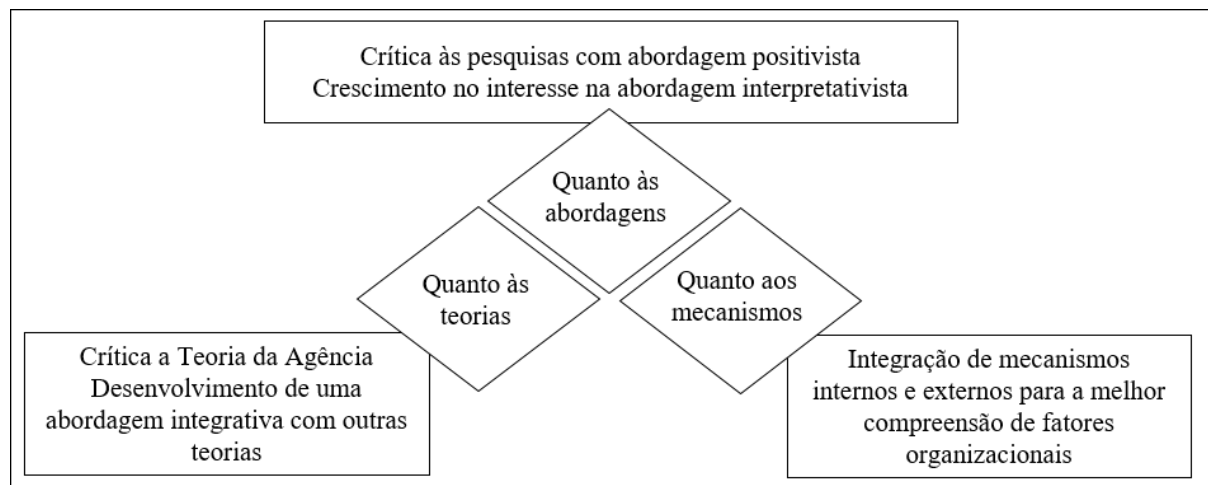 Crítica às pesquisas com abordagem positivista
Crescimento no interesse na abordagem interpretativista
Quanto às
abordagens
Quanto às
teorias
Quanto aos
mecanismos
Crítica a Teoria da Agência
Desenvolvimento de uma
abordagem integrativa com outras
teorias
Integração de mecanismos
internos e externos para a melhor
compreensão de fatores
organizacionais